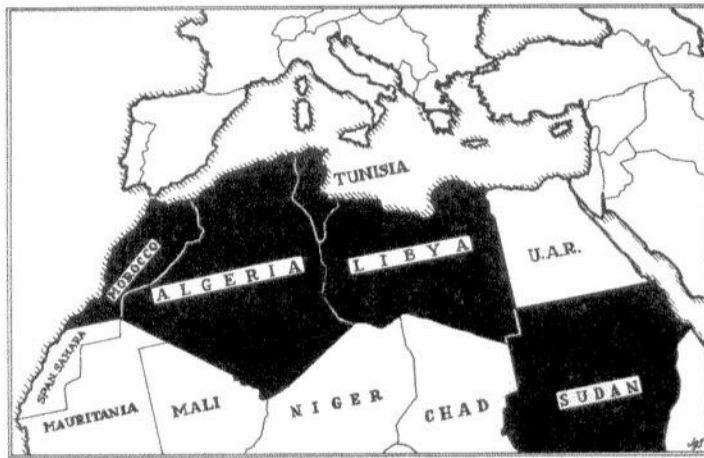 TUNISIA
MOROCCO
ALGERIA
LIBYA
U.A.R.
SPAN. SAHARA
MAURITANIA
MALI
NIGER
CHAD
SUDAN